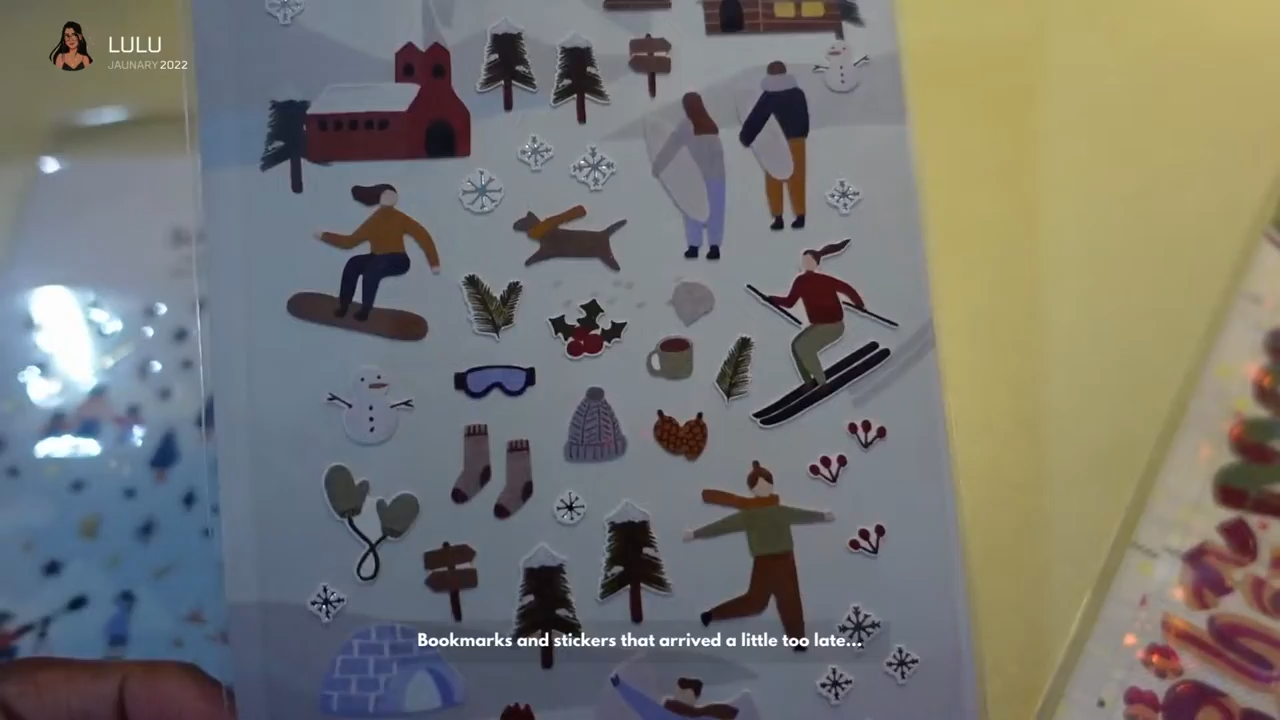 LULU
JAUNARY 2022
Bookmarks and stickers that arrived a little too late...